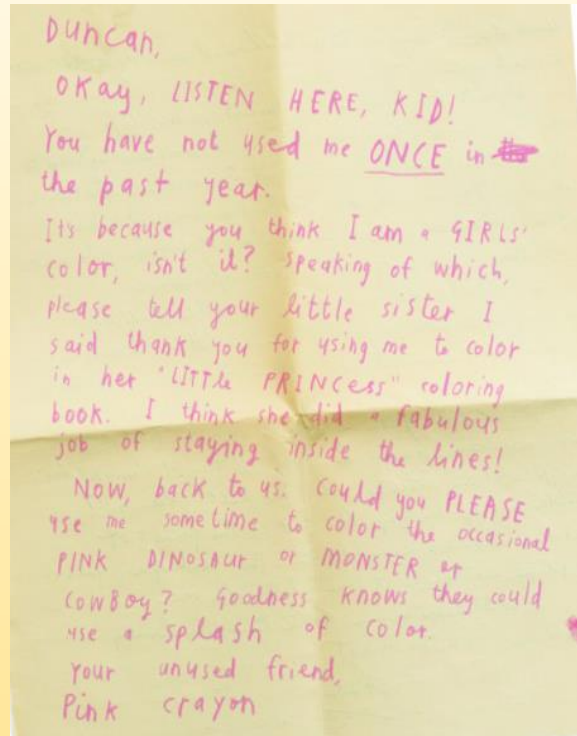 Duncan,
Okay, LISTEN HERE, KID!
You have not used me ONCE in
the past year.
Its because you think I am a GIRLS'
color, isn't it? Speaking of which,
please tell your little sister I
said thank you for using me to color
in her "LITTLe PRINCess" coloring
book. I think she did a fabulous
job of staying inside the lines!
Now, back to us. Could you PLEASE
use me sometime to color the occasional
PINK DINOSAUr or MONSTER or
COWBoy? Goodness knows they could
use a splash of color.
Your unused friend,
Pink crayon